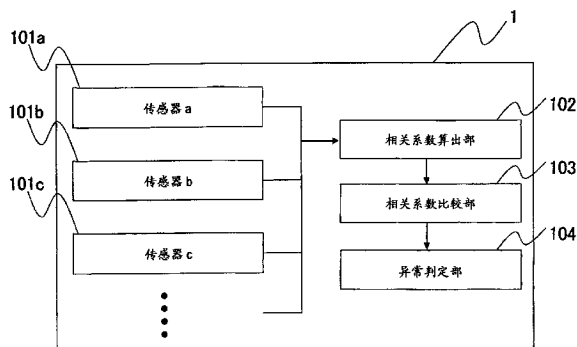 1
101a
传感器 a
101b
传感器 b
101c
传感器 c
102
相关系数算出部
103
相关系数比较部
104
异常判定部